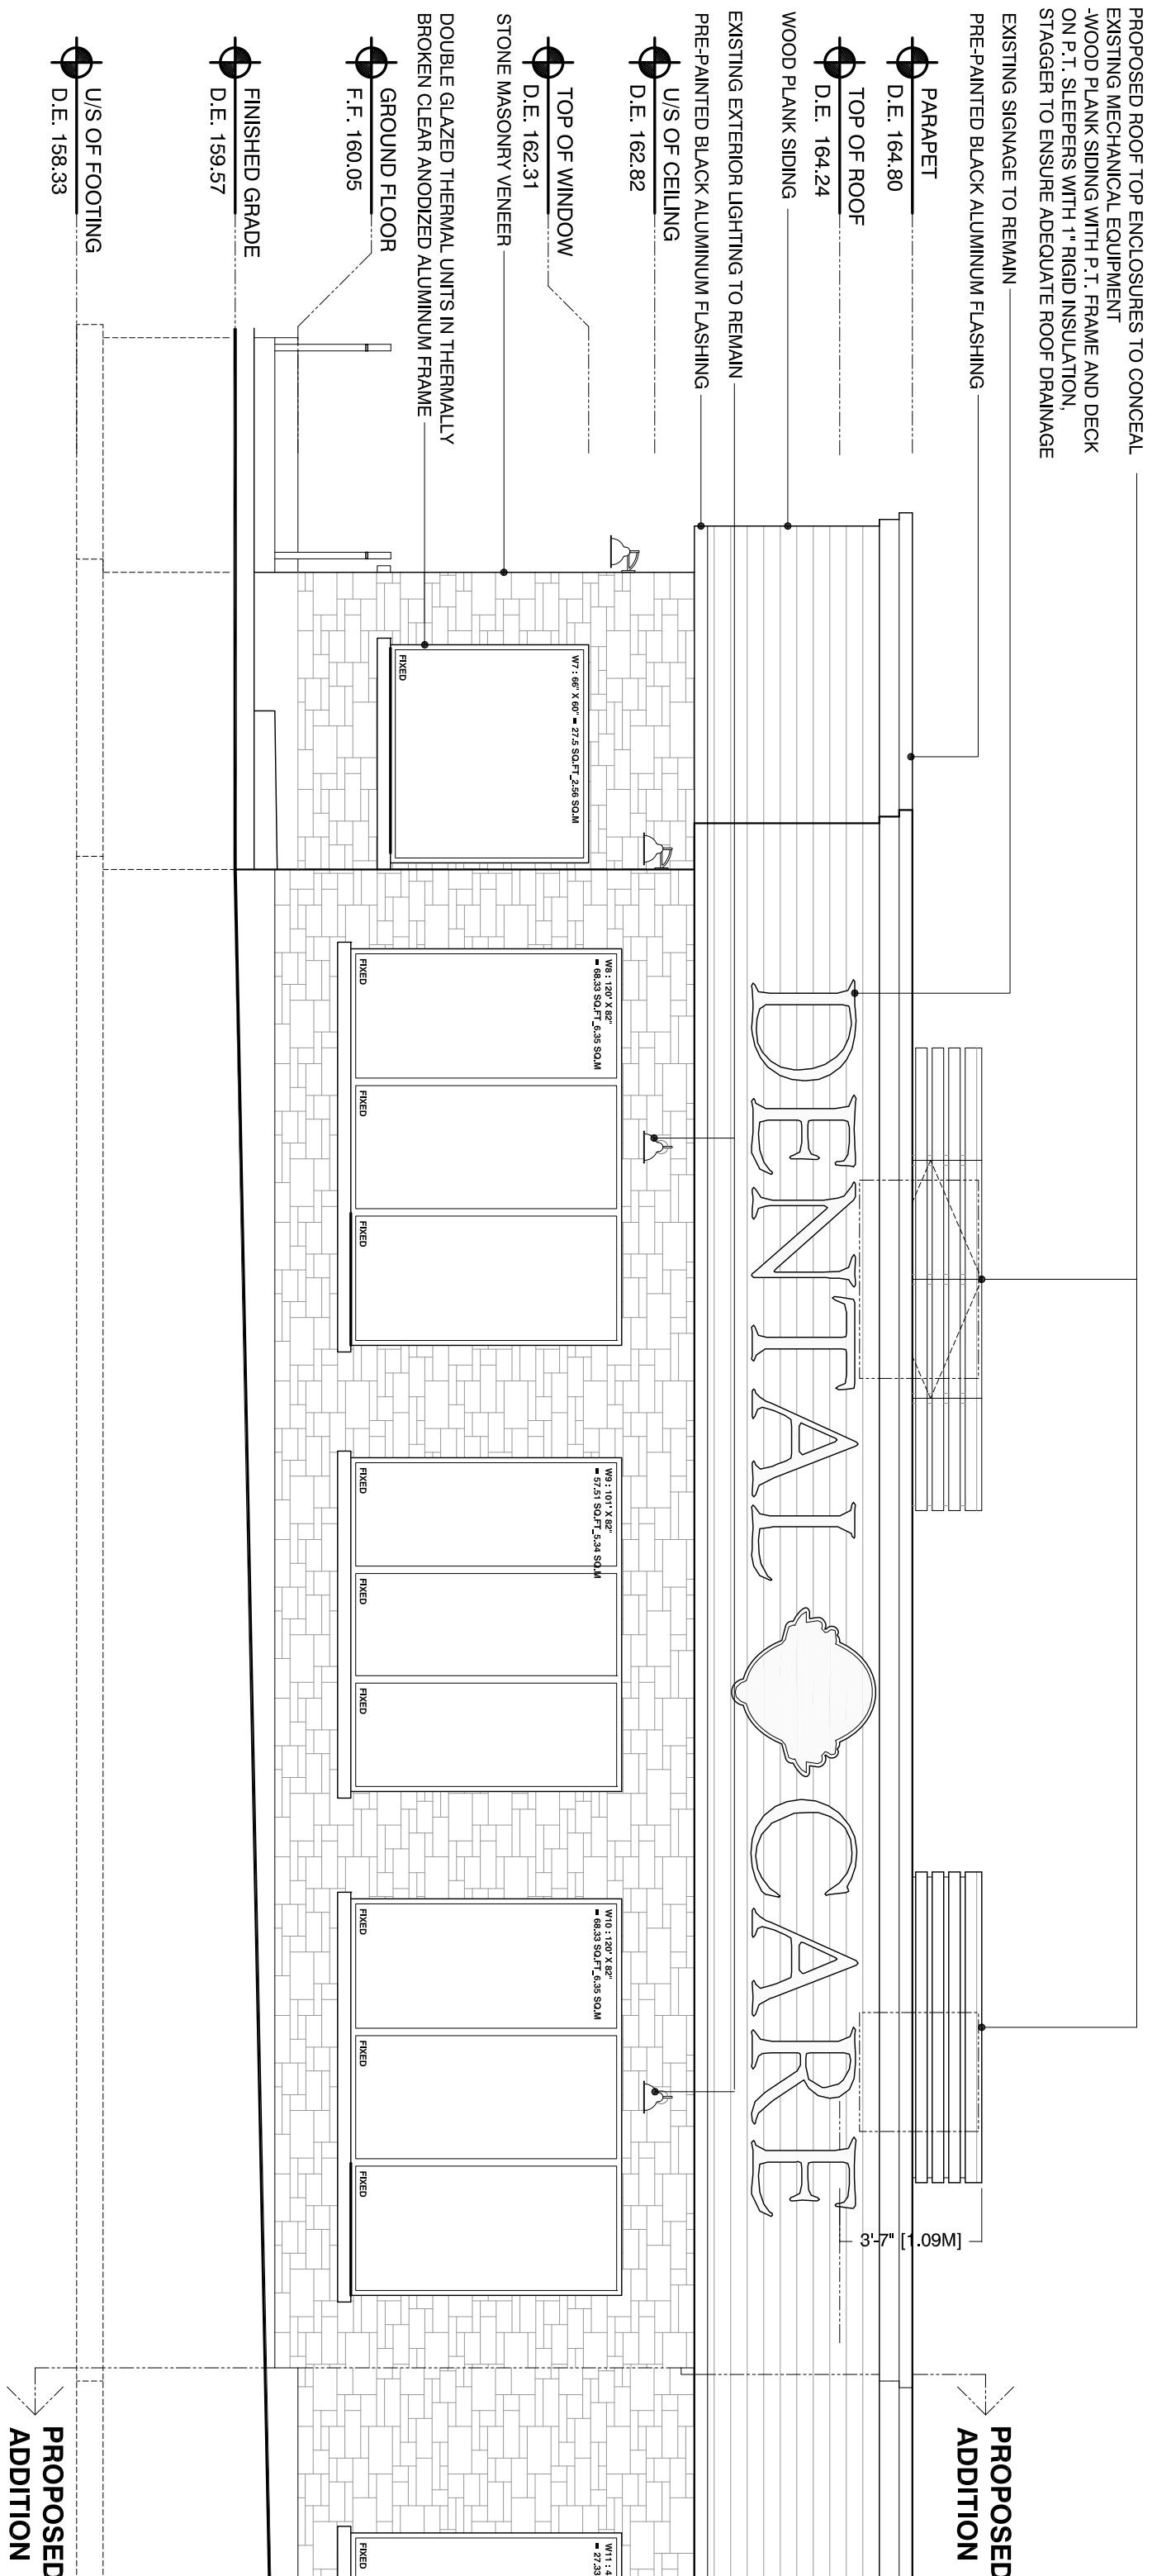 PROPOSED ROOF TOP ENCLOSURES TO CONCEAL
EXISTING MECHANICAL EQUIPMENT
-WOOD PLANK SIDING WITH P.T. FRAME AND DECK
ON P.T. SLEEPERS WITH 1" RIGID INSULATION,
STAGGER TO ENSURE ADEQUATE ROOF DRAINAGE
EXISTING SIGNAGE TO REMAIN
PRE-PAINTED BLACK ALUMINUM FLASHING
PARAPET
D.E. 164.80
TOP OF ROOF
D.E. 164.24
WOOD PLANK SIDING
EXISTING EXTERIOR LIGHTING TO REMAIN
PRE-PAINTED BLACK ALUMINUM FLASHING
U/S OF CEILING
D.E. 162.82
TOP OF WINDOW
D.E. 162.31
STONE MASONRY VENEER
DOUBLE GLAZED THERMAL UNITS IN THERMALLY
BROKEN CLEAR ANODIZED ALUMINUM FRAME
GROUND FLOOR
F.F. 160.05
FINISHED GRADE
D.E. 159.57
U/S OF FOOTING
D.E. 158.33
DENTAL CARE
3'-7" [1.09M]
W7 : 66" X 60" = 27.5 SQ.FT_2.56 SQ.M
FIXED
W8 : 120" X 82"
= 68.33 SQ.FT_6.35 SQ.M
FIXED
FIXED
FIXED
W9 : 101" X 82"
= 57.51 SQ.FT_5.34 SQ.M
FIXED
FIXED
FIXED
W10 : 120" X 82"
= 68.33 SQ.FT_6.35 SQ.M
FIXED
FIXED
FIXED
W11 : 4
= 27.33
FIXED
PROPOSED
ADDITION
PROPOSED
ADDITION